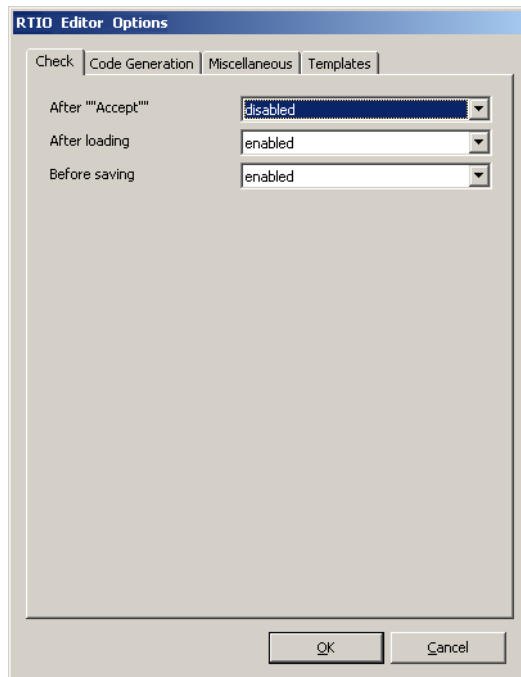 RTIO Editor Options
Check Code Generation Miscellaneous Templates
After ""Accept"" disabled
After loading enabled
Before saving enabled
OK Cancel